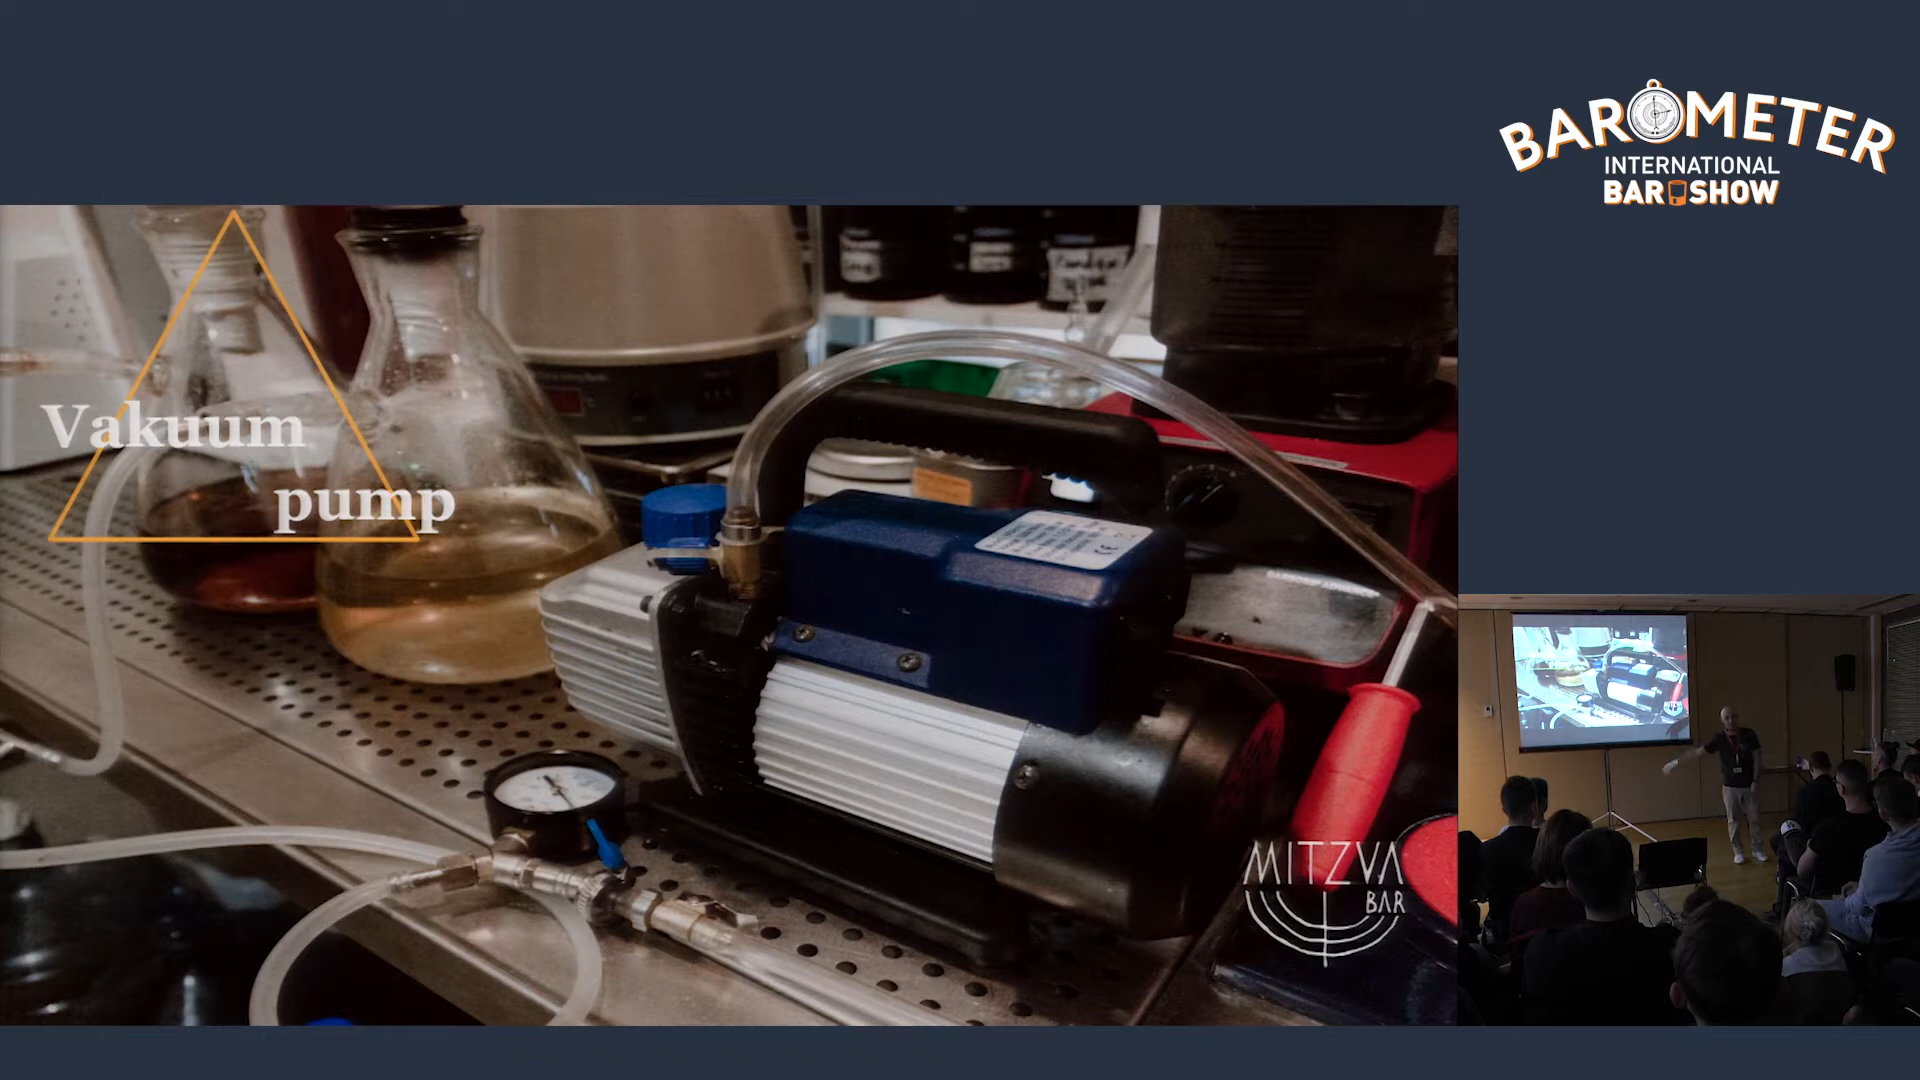 BAROMETER
INTERNATIONAL
BAR SHOW
Vakuum
pump
MITZVA
BAR